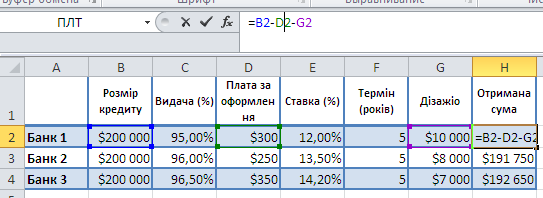 Буфер обмена Шрифт Выравнивание
ПЛТ fx =B2-D2-G2
A B C D E F G H
1 Розмір кредиту Видача (%) Плата за оформлення Ставка (%) Термін (років) Дізажіо Отримана сума
2 Банк 1 $200 000 95,00% $300 12,00% 5 $10 000 =B2-D2-G2
3 Банк 2 $200 000 96,00% $250 13,50% 5 $8 000 $191 750
4 Банк 3 $200 000 96,50% $350 14,20% 5 $7 000 $192 650